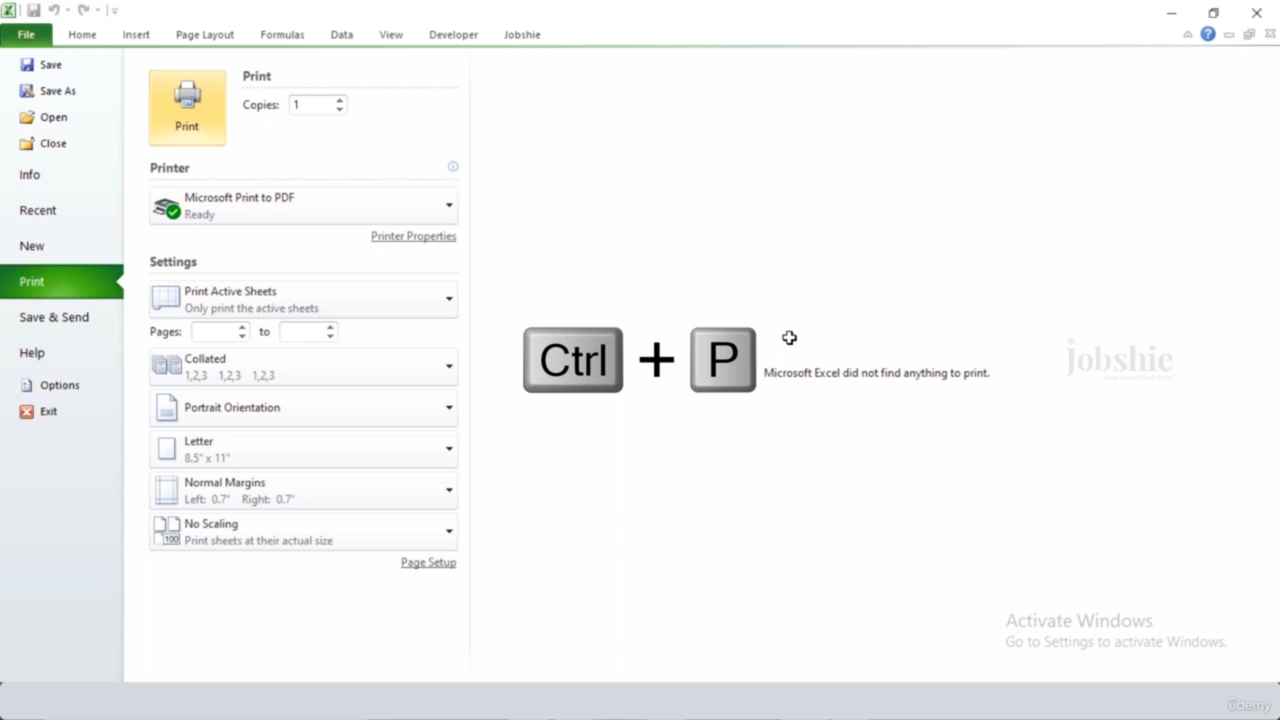 File Home Insert Page Layout Formulas Data View Developer Jobshie
Save
Save As
Open
Close
Info
Recent
New
Print
Save & Send
Help
Options
Exit
Print
Print
Copies: 1
Printer
Microsoft Print to PDF
Ready
Printer Properties
Settings
Print Active Sheets
Only print the active sheets
Pages: to
Collated
1,2,3 1,2,3 1,2,3
Portrait Orientation
Letter
8.5" x 11"
Normal Margins
Left: 0.7" Right: 0.7"
No Scaling
Print sheets at their actual size
100
Page Setup
Ctrl + P
Microsoft Excel did not find anything to print.
jobshie
Activate Windows
Go to Settings to activate Windows.
Udemy